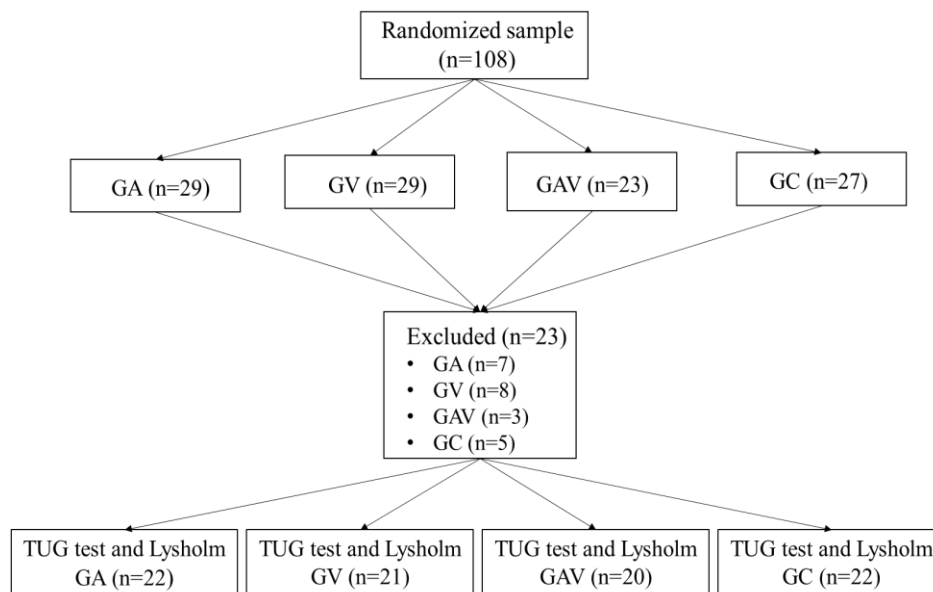 Randomized sample
(n=108)
GA (n=29)
GV (n=29)
GAV (n=23)
GC (n=27)
Excluded (n=23)
• GA (n=7)
• GV (n=8)
• GAV (n=3)
• GC (n=5)
TUG test and Lysholm
GA (n=22)
TUG test and Lysholm
GV (n=21)
TUG test and Lysholm
GAV (n=20)
TUG test and Lysholm
GC (n=22)